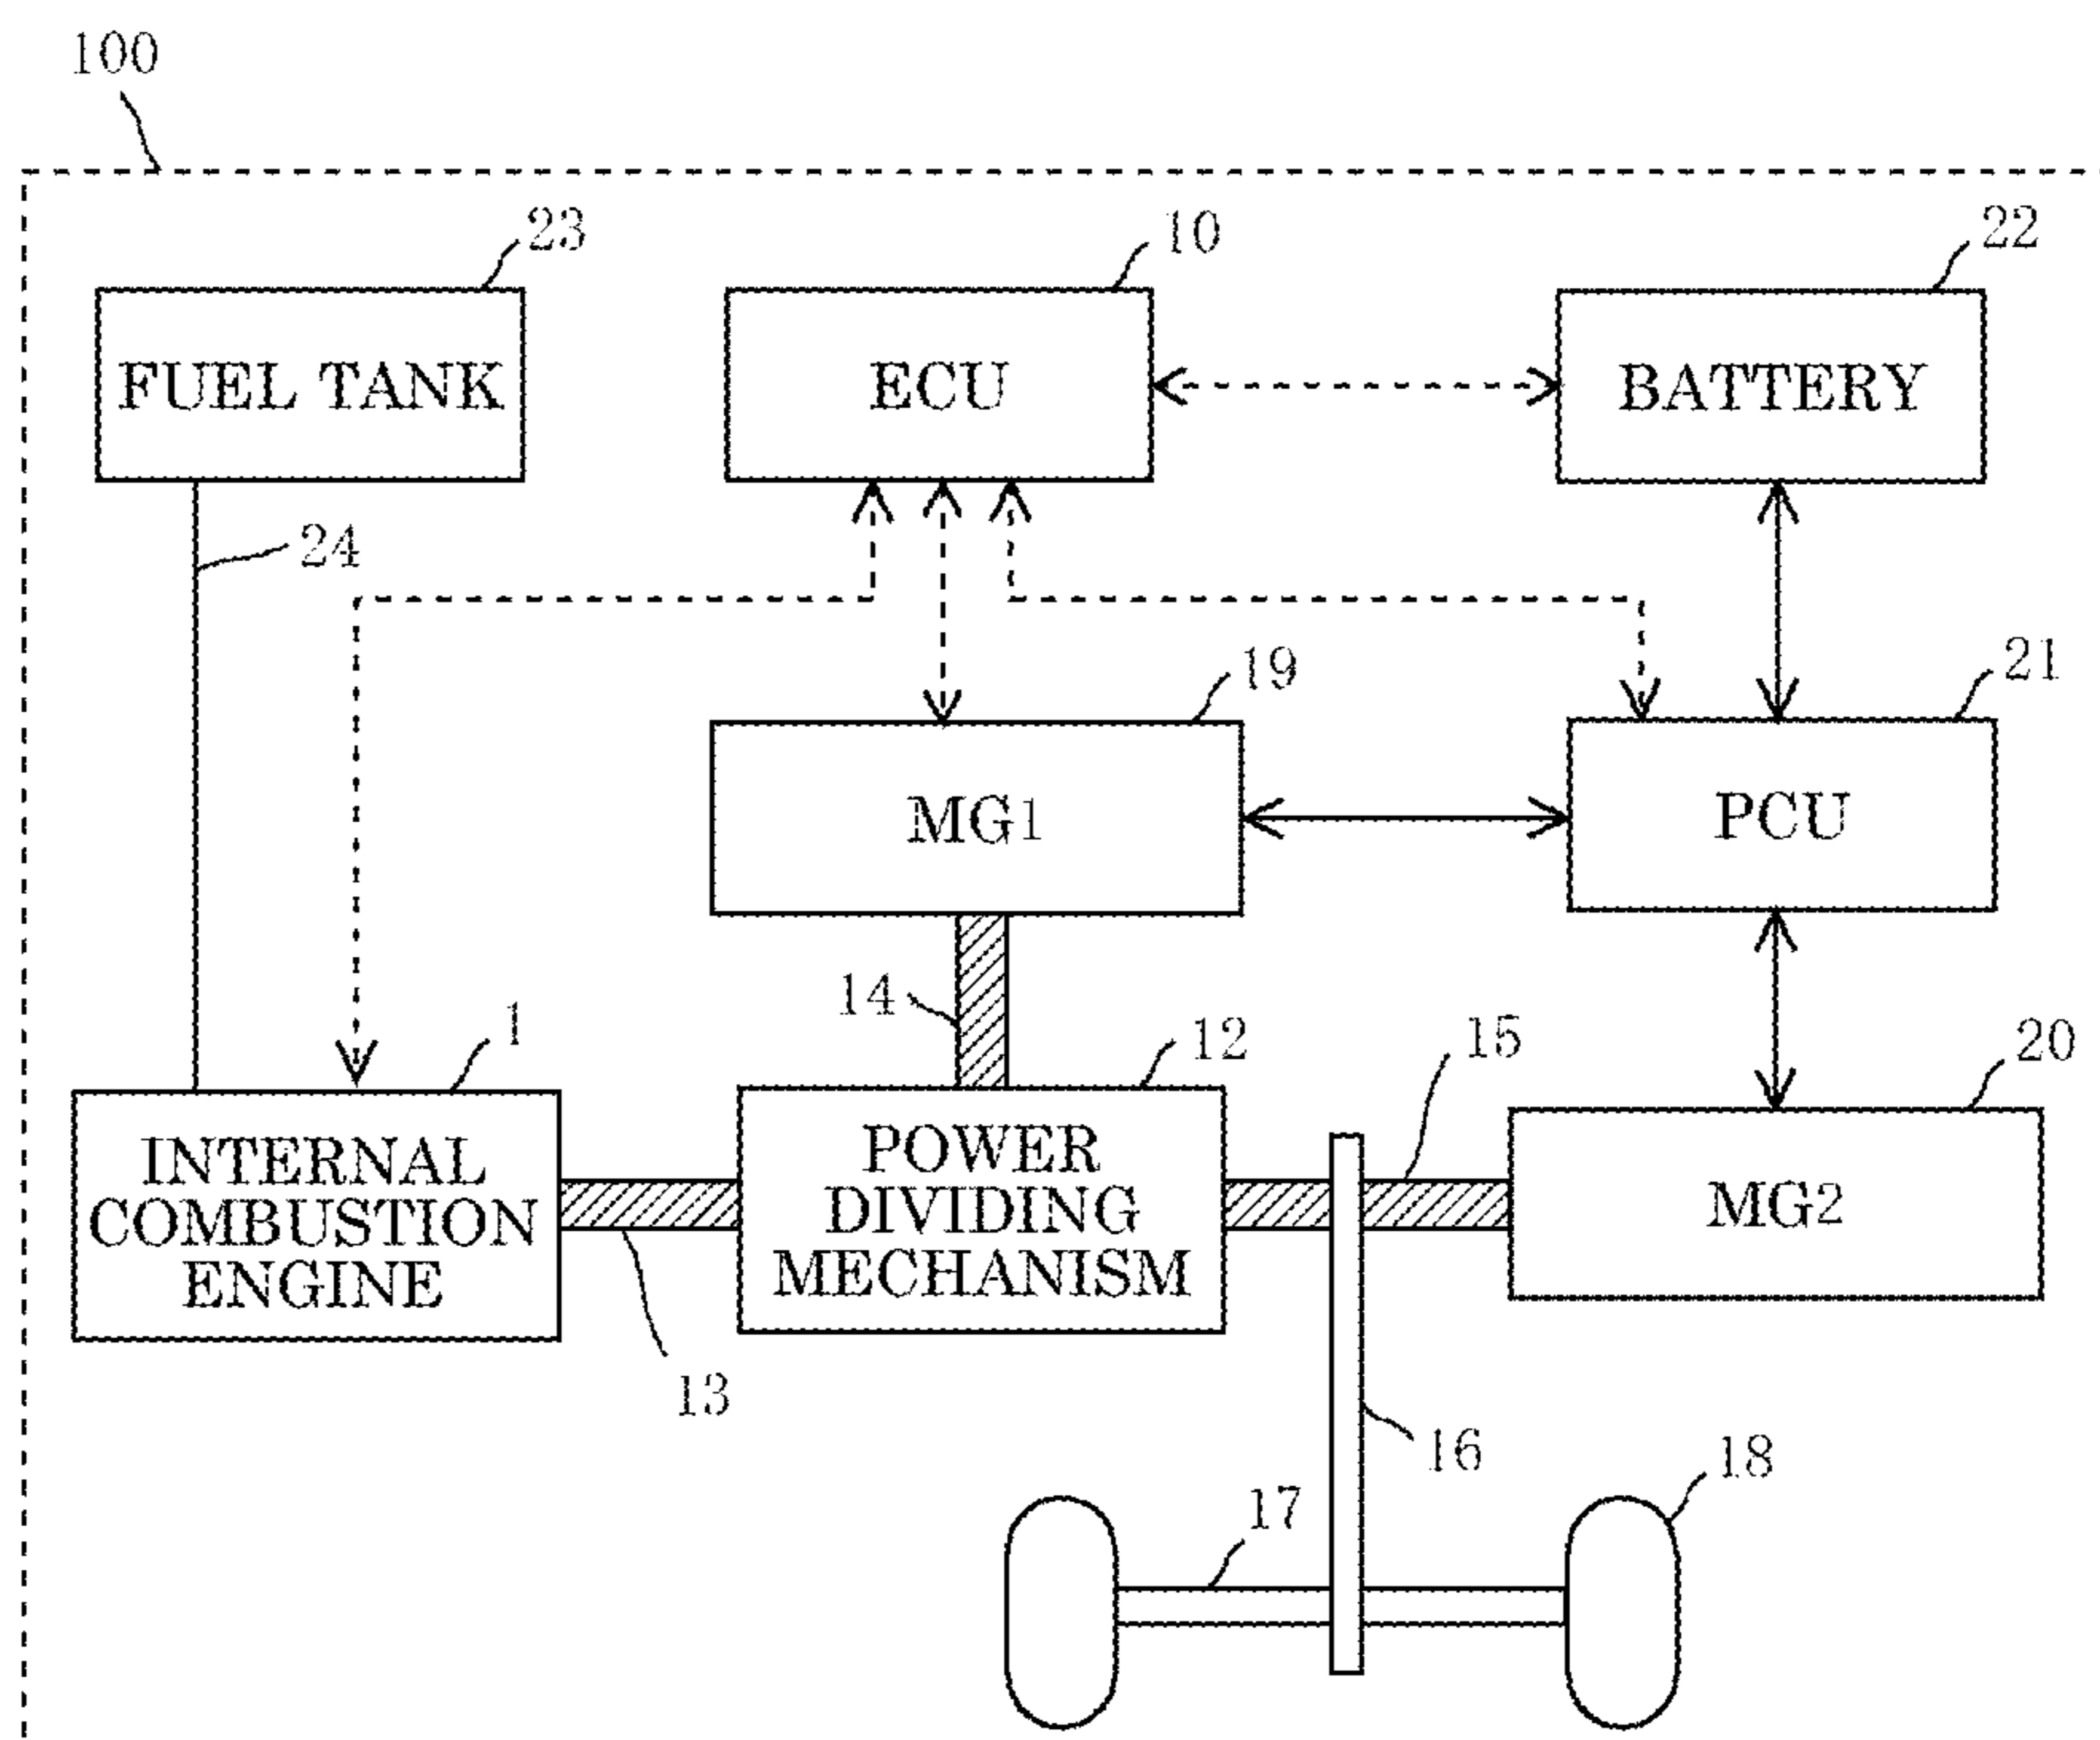 100
23
10
22
FUEL TANK
ECU
BATTERY
24
19
21
MG1
PCU
14
1
12
15
20
INTERNAL
COMBUSTION
ENGINE
POWER
DIVIDING
MECHANISM
MG2
13
16
18
17